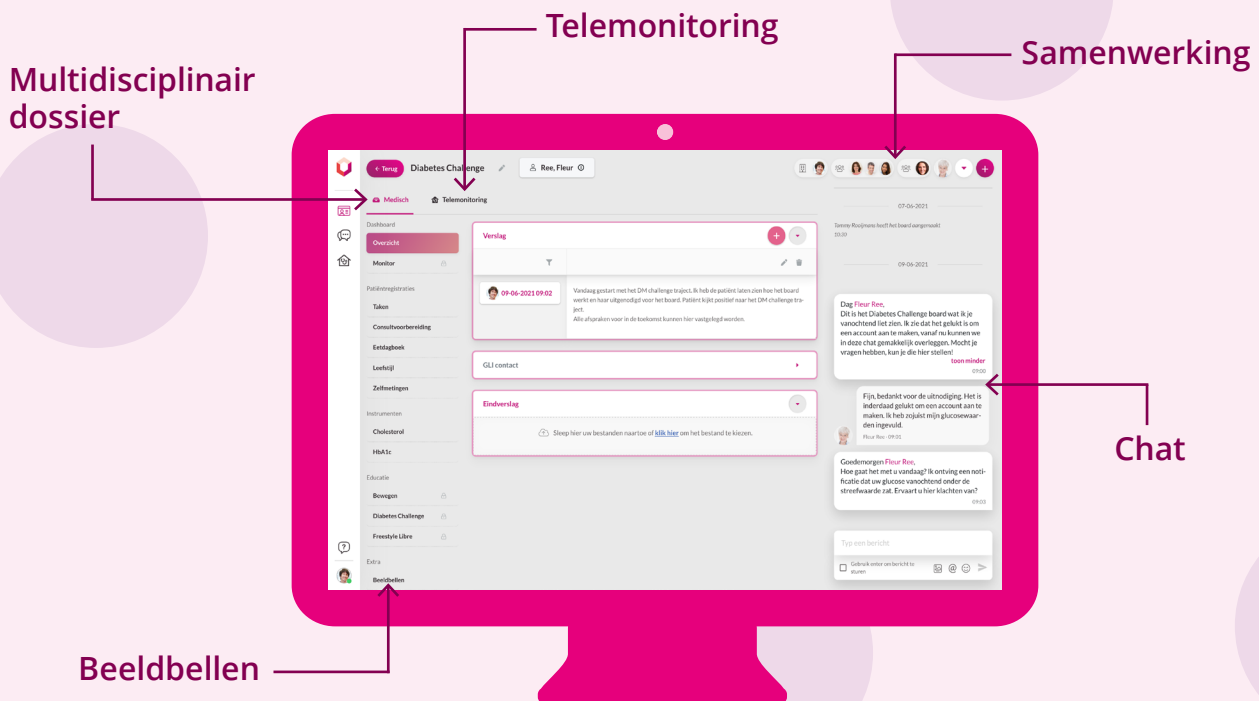 Telemonitoring
Samenwerking
Multidisciplinair
dossier
Terug
Diabetes Challenge
Ree, Fleur
Medisch
Telemonitoring
Dashboard
Overzicht
Monitor
Patiëntregistraties
Taken
Consultvoorbereiding
Eetdagboek
Leefstijl
Zelfmetingen
Instrumenten
Cholesterol
HbA1c
Educatie
Bewegen
Diabetes Challenge
Freestyle Libre
Extra
Beeldbellen
Verslag
09-06-2021 09:02
Vandaag gestart met het DM challenge traject. Ik heb de patiënt laten zien hoe het board
werkt en haar uitgenodigd voor het board. Patiënt kijkt positief naar het DM challenge tra-
ject.
Alle afspraken voor in de toekomst kunnen hier vastgelegd worden.
GLI contact
Eindverslag
Sleep hier uw bestanden naartoe of klik hier om het bestand te kiezen.
07-06-2021
Tommy Rooijmans heeft het board aangemaakt
10:30
09-06-2021
Dag Fleur Ree,
Dit is het Diabetes Challenge board wat ik je
vanochtend liet zien. Ik zie dat het gelukt is om
een account aan te maken, vanaf nu kunnen we
in deze chat gemakkelijk overleggen. Mocht je
vragen hebben, kun je die hier stellen!
toon minder
09:00
Fijn, bedankt voor de uitnodiging. Het is
inderdaad gelukt om een account aan te
maken. Ik heb zojuist mijn glucosewaar-
den ingevuld.
Fleur Ree · 09:01
Goedemorgen Fleur Ree,
Hoe gaat het met u vandaag? Ik ontving een noti-
ficatie dat uw glucose vanochtend onder de
streefwaarde zat. Ervaart u hier klachten van?
09:03
Typ een bericht
Gebruik enter om bericht te
sturen
Chat
Beeldbellen